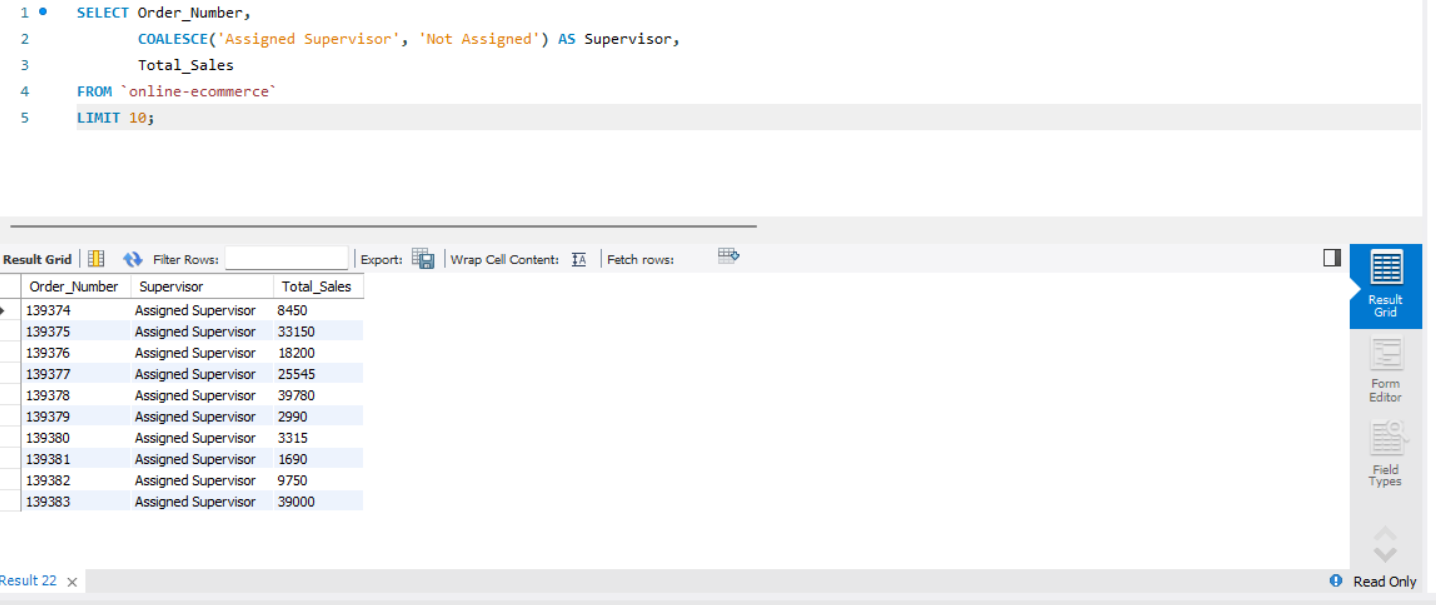 1 SELECT Order_Number,
2 COALESCE('Assigned Supervisor', 'Not Assigned') AS Supervisor,
3 Total_Sales
4 FROM `online-ecommerce`
5 LIMIT 10;
Result Grid Filter Rows: Export: Wrap Cell Content: Fetch rows:
Order_Number Supervisor Total_Sales
139374 Assigned Supervisor 8450
139375 Assigned Supervisor 33150
139376 Assigned Supervisor 18200
139377 Assigned Supervisor 25545
139378 Assigned Supervisor 39780
139379 Assigned Supervisor 2990
139380 Assigned Supervisor 3315
139381 Assigned Supervisor 1690
139382 Assigned Supervisor 9750
139383 Assigned Supervisor 39000
Result
Grid
Form
Editor
Field
Types
Result 22 Read Only